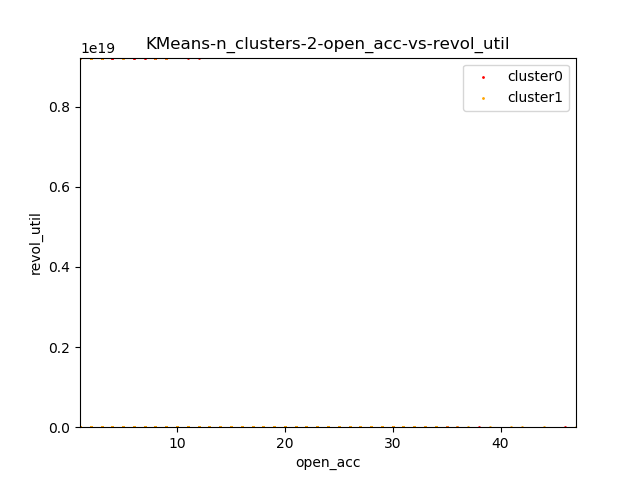 KMeans-n_clusters-2-open_acc-vs-revol_util
1e19
cluster0
cluster1
0.8
0.6
0.4
0.2
0.0
revol_util
10 20 30 40
open_acc